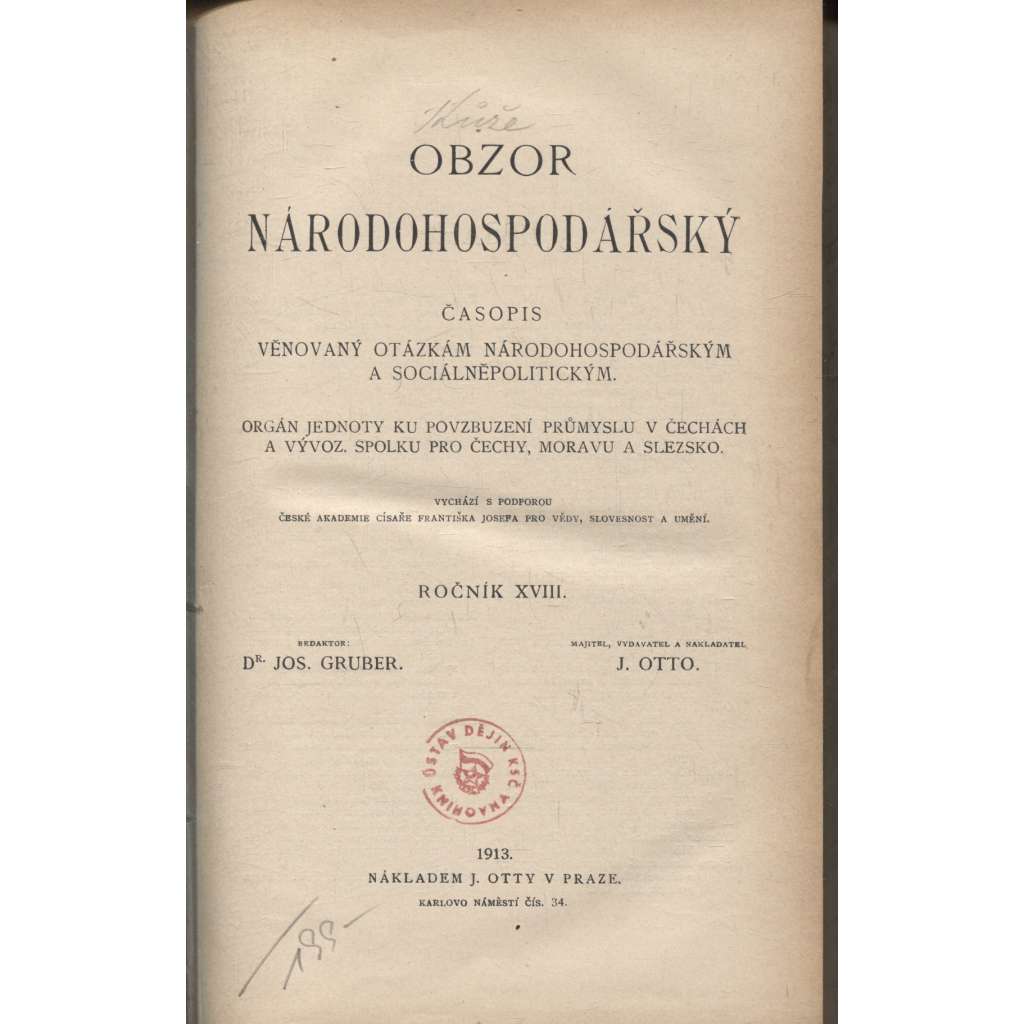 Kůže
OBZOR
NÁRODOHOSPODÁŘSKÝ
ČASOPIS
VĚNOVANÝ OTÁZKÁM NÁRODOHOSPODÁŘSKÝM
A SOCIÁLNĚPOLITICKÝM.
ORGÁN JEDNOTY KU POVZBUZENÍ PRŮMYSLU V ČECHÁCH
A VÝVOZ. SPOLKU PRO ČECHY, MORAVU A SLEZSKO.
VYCHÁZÍ S PODPOROU
ČESKÉ AKADEMIE CÍSAŘE FRANTIŠKA JOSEFA PRO VĚDY, SLOVESNOST A UMĚNÍ.
ROČNÍK XVIII.
REDAKTOR:
DR. JOS. GRUBER.
MAJITEL, VYDAVATEL A NAKLADATEL
J. OTTO.
ÚSTAV DĚJIN KSČ
KNIHOVNA
1913.
NÁKLADEM J. OTTY V PRAZE.
KARLOVO NÁMĚSTÍ ČÍS. 34.
199-